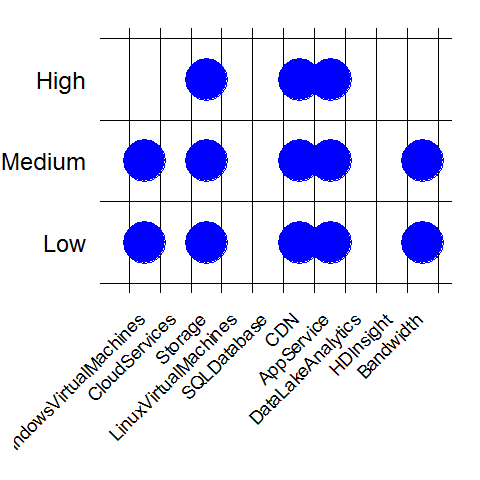 High
Medium
Low
ndowsVirtualMachines
CloudServices
Storage
LinuxVirtualMachines
SQLDatabase
CDN
AppService
DataLakeAnalytics
HDInsight
Bandwidth